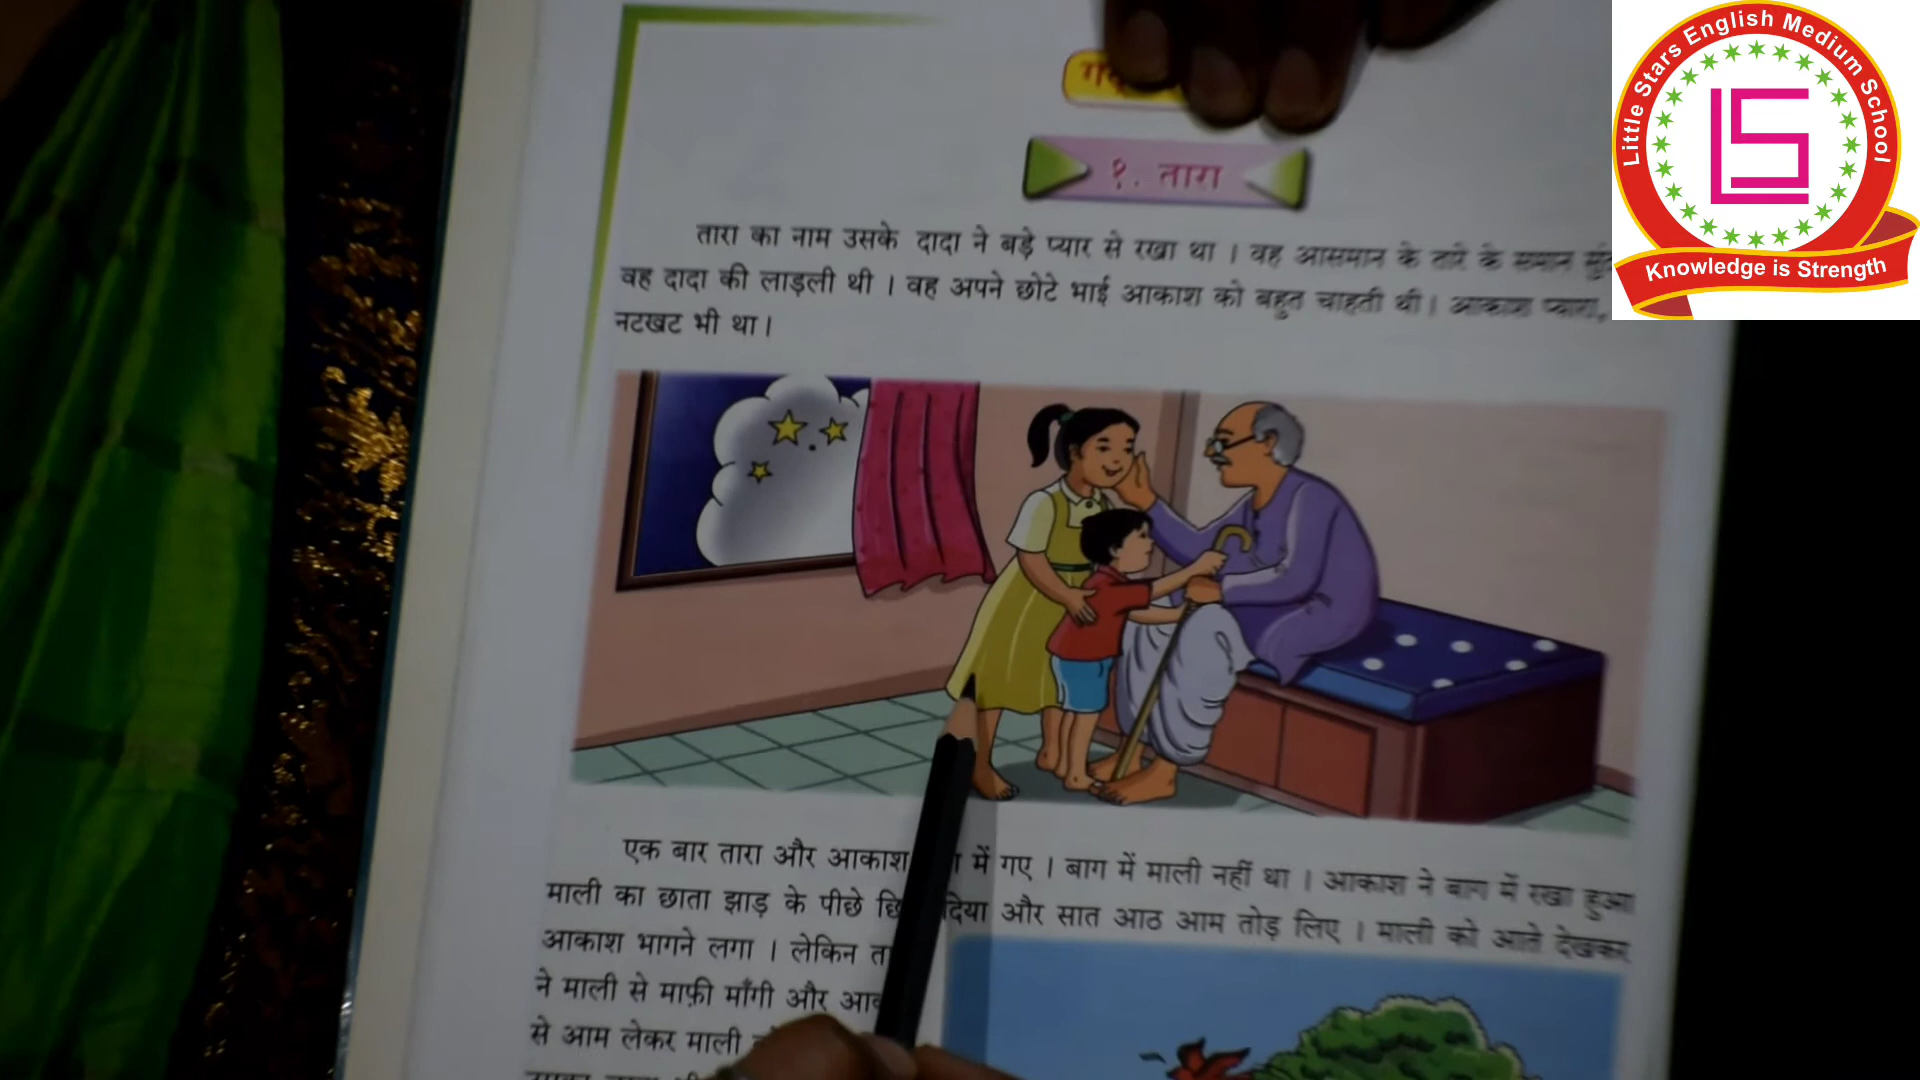 Little Stars English Medium School
LS
Knowledge is Strength
१. तारा
तारा का नाम उसके दादा ने बड़े प्यार से रखा था । वह आसमान के तारे के समान
वह दादा की लाड़ली थी । वह अपने छोटे भाई आकाश को बहुत चाहती थी । आकाश प्यारा,
नटखट भी था ।
एक बार तारा और आकाश में गए । बाग में माली नहीं था । आकाश ने बाग में रखा हुआ
माली का छाता झाड़ के पीछे दिया और सात आठ आम तोड़ लिए । माली को आते देखकर
आकाश भागने लगा । लेकिन
ने माली से माफ़ी माँगी और
से आम लेकर माली